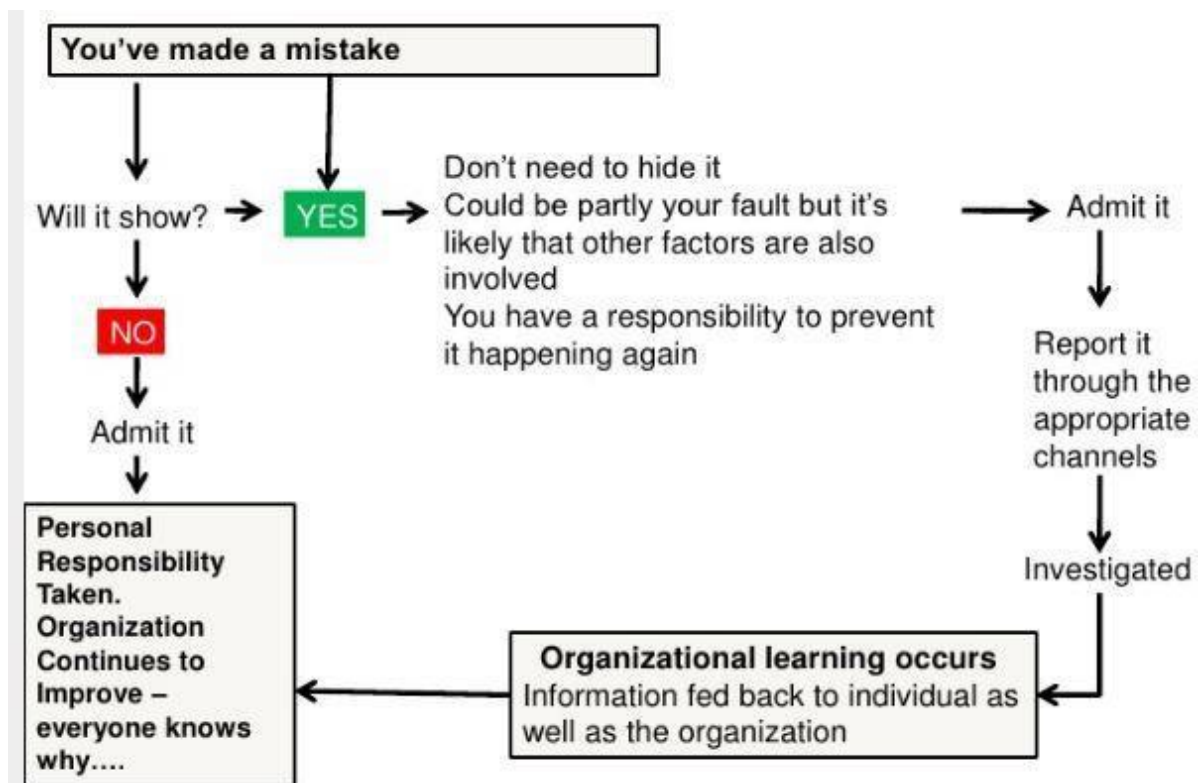 You've made a mistake
Will it show?
YES
Don't need to hide it
Could be partly your fault but it's
likely that other factors are also
involved
You have a responsibility to prevent
it happening again
Admit it
NO
Report it
through the
appropriate
channels
Admit it
Personal
Responsibility
Taken.
Organization
Continues to
Improve –
everyone knows
why….
Investigated
Organizational learning occurs
Information fed back to individual as
well as the organization